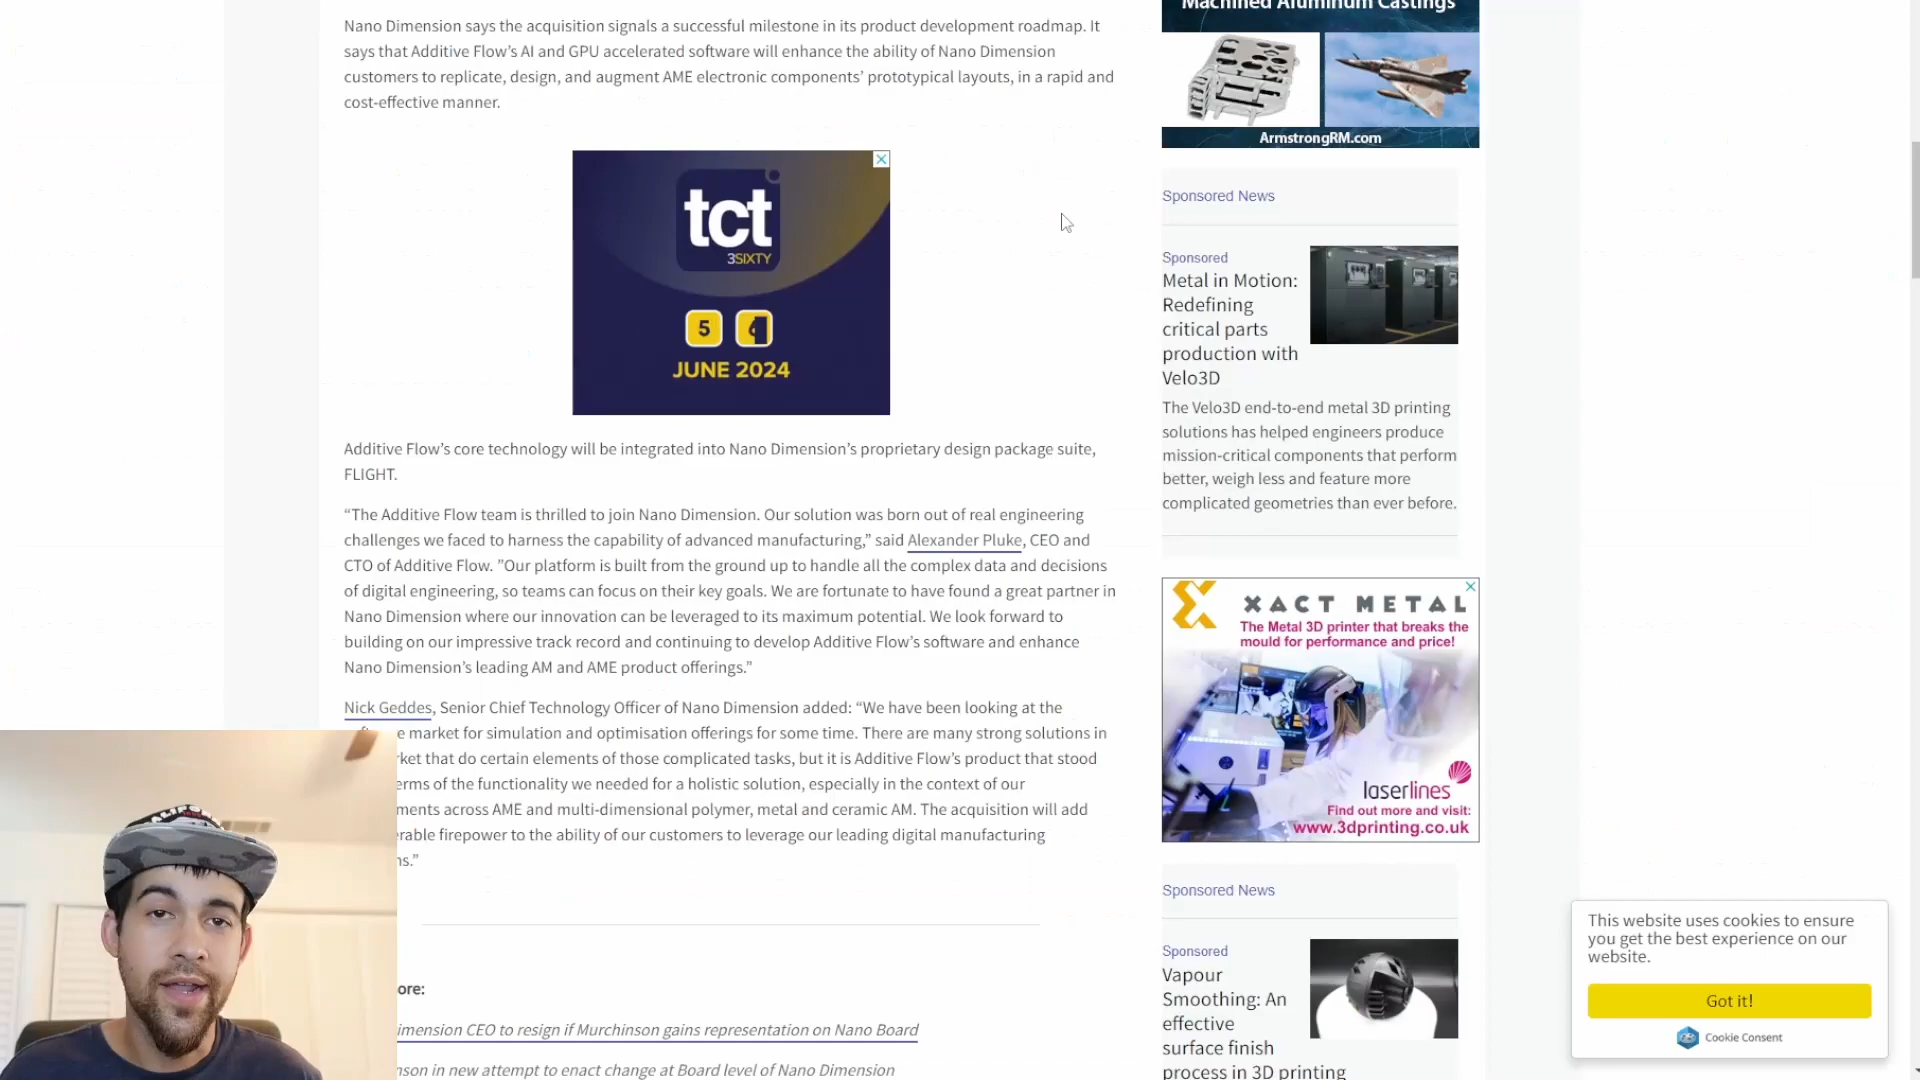 Nano Dimension says the acquisition signals a successful milestone in its product development roadmap. It
says that Additive Flow’s AI and GPU accelerated software will enhance the ability of Nano Dimension
customers to replicate, design, and augment AME electronic components’ prototypical layouts, in a rapid and
cost-effective manner.
tct
3SIXTY
5
JUNE 2024
Additive Flow’s core technology will be integrated into Nano Dimension’s proprietary design package suite,
FLIGHT.
“The Additive Flow team is thrilled to join Nano Dimension. Our solution was born out of real engineering
challenges we faced to harness the capability of advanced manufacturing,” said Alexander Pluke, CEO and
CTO of Additive Flow. ”Our platform is built from the ground up to handle all the complex data and decisions
of digital engineering, so teams can focus on their key goals. We are fortunate to have found a great partner in
Nano Dimension where our innovation can be leveraged to its maximum potential. We look forward to
building on our impressive track record and continuing to develop Additive Flow’s software and enhance
Nano Dimension’s leading AM and AME product offerings.”
Nick Geddes, Senior Chief Technology Officer of Nano Dimension added: “We have been looking at the
market for simulation and optimisation offerings for some time. There are many strong solutions in
rket that do certain elements of those complicated tasks, but it is Additive Flow’s product that stood
erms of the functionality we needed for a holistic solution, especially in the context of our
ments across AME and multi-dimensional polymer, metal and ceramic AM. The acquisition will add
erable firepower to the ability of our customers to leverage our leading digital manufacturing
ns.”
ore:
imension CEO to resign if Murchinson gains representation on Nano Board
nson in new attempt to enact change at Board level of Nano Dimension
Machined Aluminum Castings
ArmstrongRM.com
Sponsored News
Sponsored
Metal in Motion:
Redefining
critical parts
production with
Velo3D
The Velo3D end-to-end metal 3D printing
solutions has helped engineers produce
mission-critical components that perform
better, weigh less and feature more
complicated geometries than ever before.
XACT METAL
The Metal 3D printer that breaks the
mould for performance and price!
laserlines
Find out more and visit:
www.3dprinting.co.uk
Sponsored News
Sponsored
Vapour
Smoothing: An
effective
surface finish
process in 3D printing
This website uses cookies to ensure
you get the best experience on our
website.
Got it!
Cookie Consent